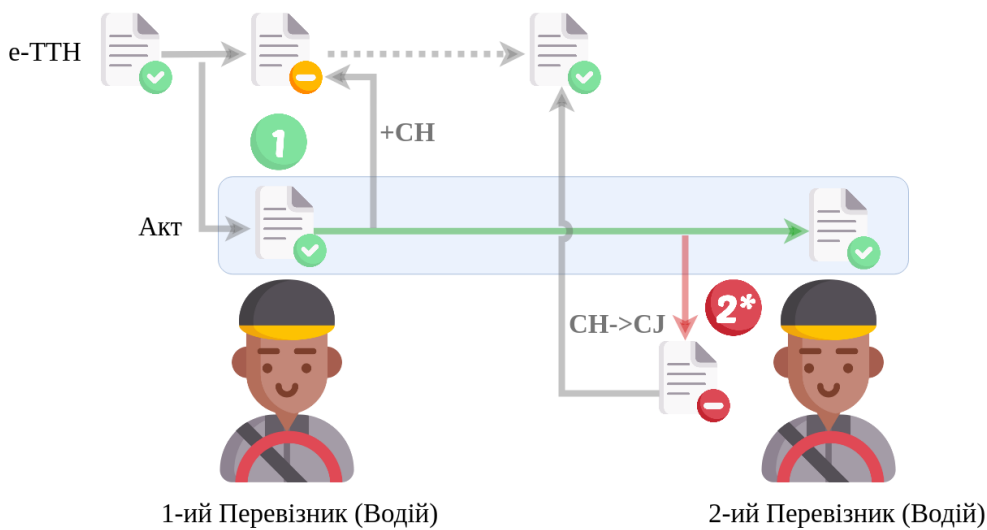 е-ТТН
1
+CH
Акт
2*
CH->CJ
1-ий Перевізник (Водій)
2-ий Перевізник (Водій)